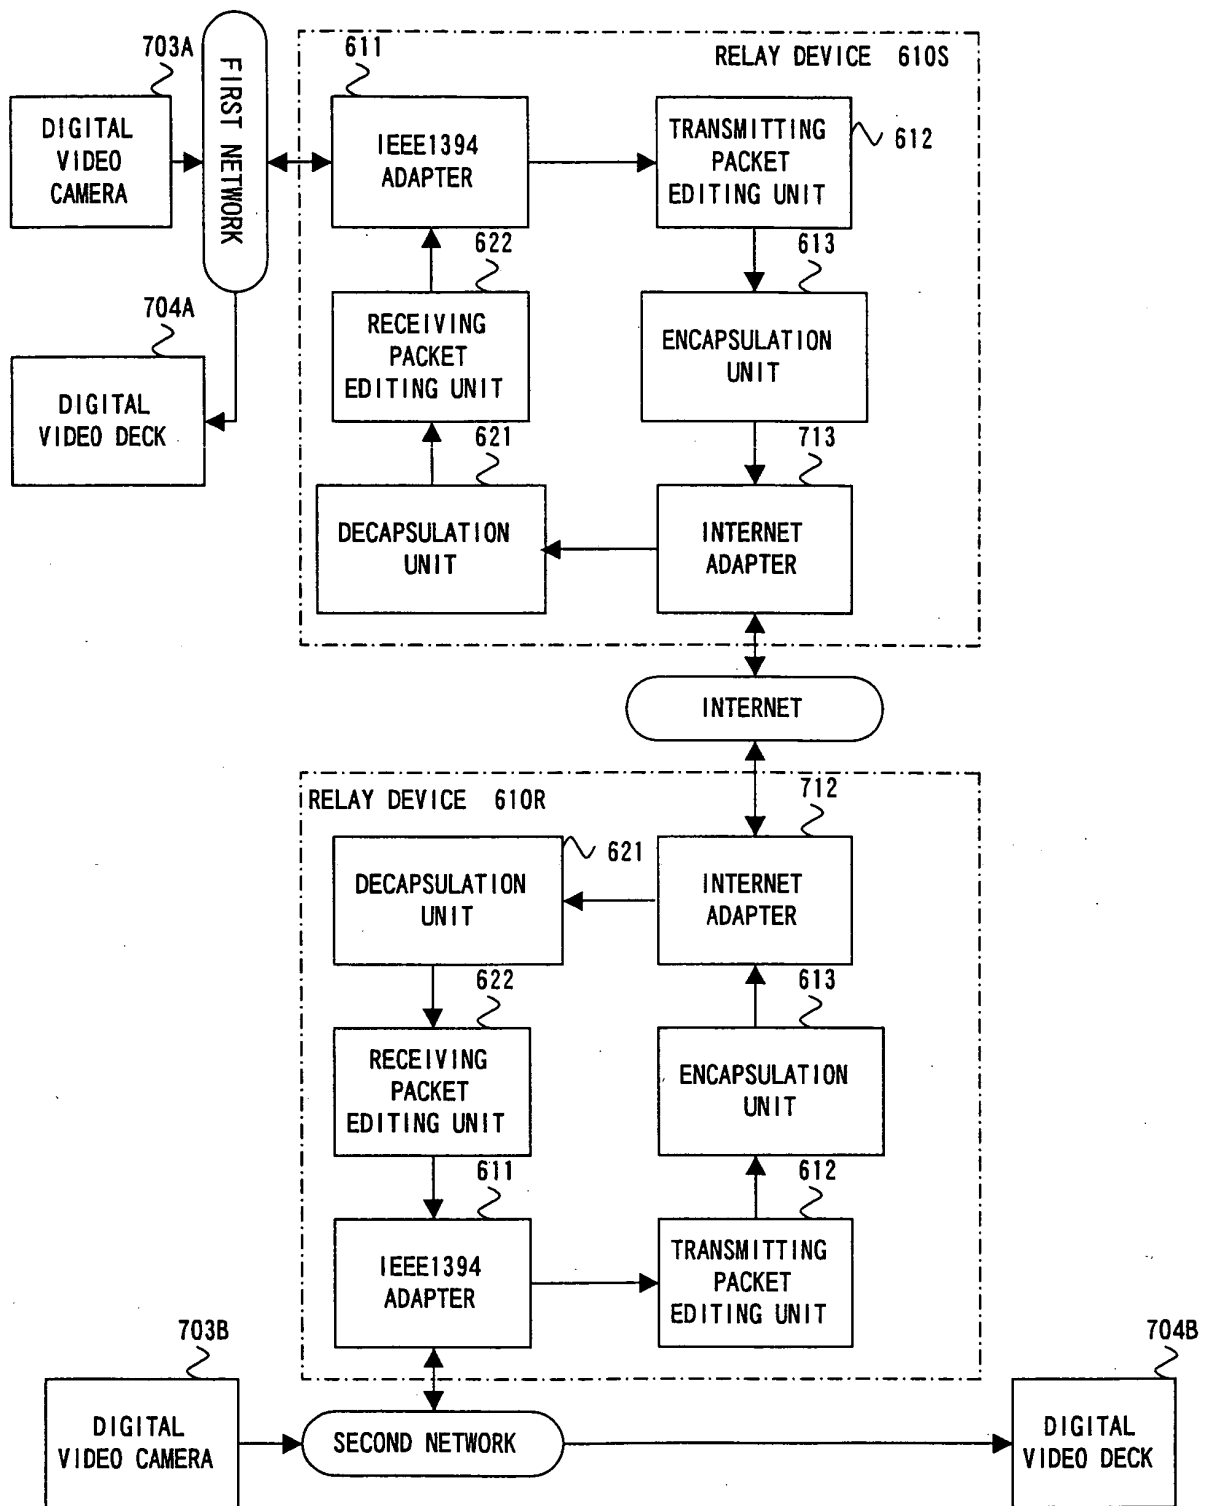 703A
611
RELAY DEVICE 610S
DIGITAL
VIDEO
CAMERA
FIRST NETWORK
IEEE1394
ADAPTER
TRANSMITTING
PACKET
EDITING UNIT
612
622
613
704A
RECEIVING
PACKET
EDITING UNIT
ENCAPSULATION
UNIT
DIGITAL
VIDEO DECK
621
713
DECAPSULATION
UNIT
INTERNET
ADAPTER
INTERNET
RELAY DEVICE 610R
712
621
DECAPSULATION
UNIT
INTERNET
ADAPTER
622
613
RECEIVING
PACKET
EDITING UNIT
ENCAPSULATION
UNIT
611
612
IEEE1394
ADAPTER
TRANSMITTING
PACKET
EDITING UNIT
703B
704B
DIGITAL
VIDEO CAMERA
SECOND NETWORK
DIGITAL
VIDEO DECK